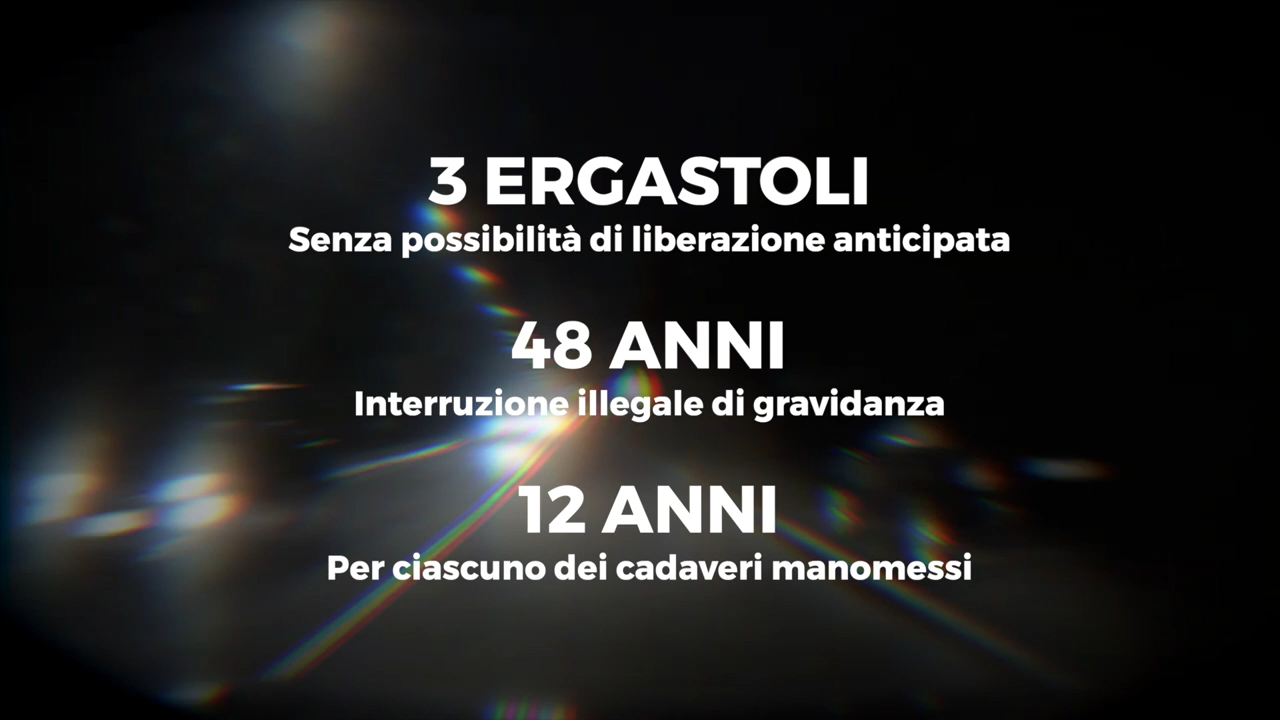 3 ERGASTOLI
Senza possibilità di liberazione anticipata
48 ANNI
Interruzione illegale di gravidanza
12 ANNI
Per ciascuno dei cadaveri manomessi